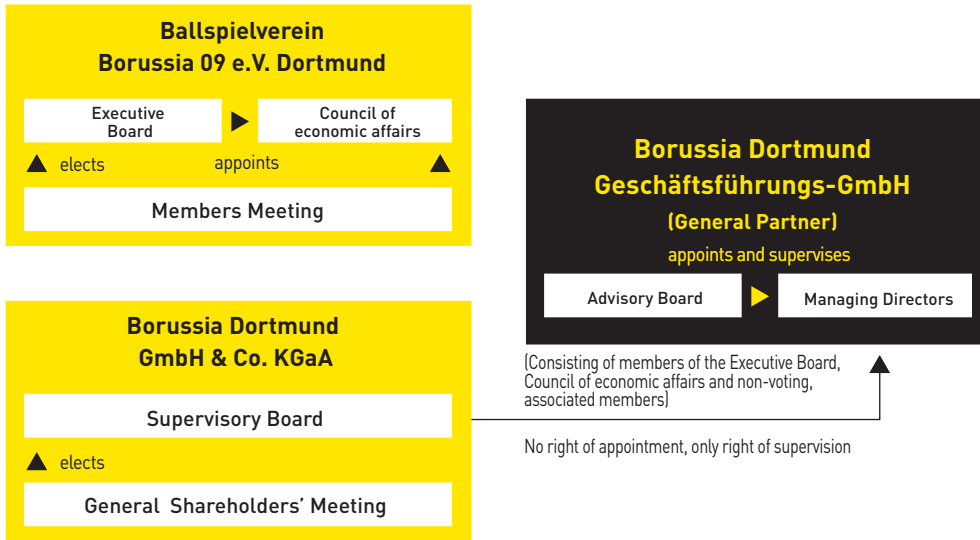 Ballspielverein
Borussia 09 e.V. Dortmund
Executive
Board
Council of
economic affairs
elects
appoints
Members Meeting
Borussia Dortmund
GmbH & Co. KGaA
Supervisory Board
elects
General Shareholders’ Meeting
Borussia Dortmund
Geschäftsführungs-GmbH
(General Partner)
appoints and supervises
Advisory Board
Managing Directors
(Consisting of members of the Executive Board,
Council of economic affairs and non-voting,
associated members)
No right of appointment, only right of supervision